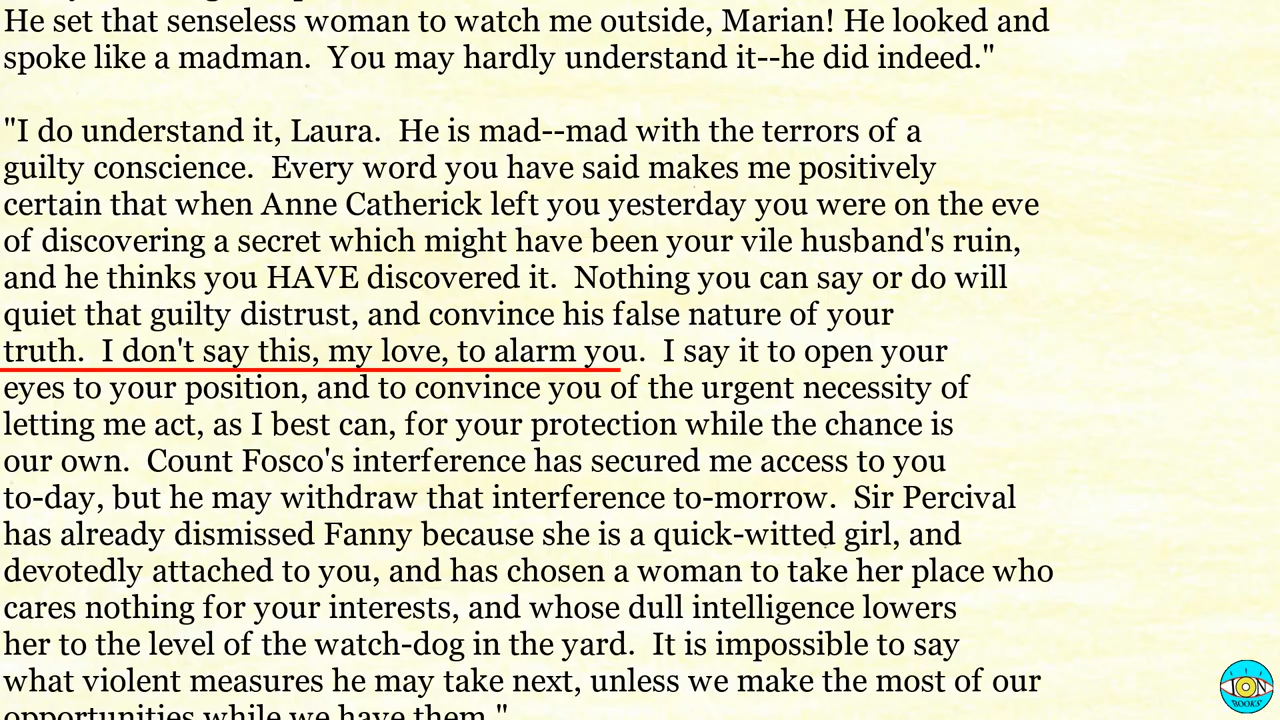 He set that senseless woman to watch me outside, Marian! He looked and
spoke like a madman.  You may hardly understand it--he did indeed."
"I do understand it, Laura.  He is mad--mad with the terrors of a
guilty conscience.  Every word you have said makes me positively
certain that when Anne Catherick left you yesterday you were on the eve
of discovering a secret which might have been your vile husband's ruin,
and he thinks you HAVE discovered it.  Nothing you can say or do will
quiet that guilty distrust, and convince his false nature of your
truth.  I don't say this, my love, to alarm you.  I say it to open your
eyes to your position, and to convince you of the urgent necessity of
letting me act, as I best can, for your protection while the chance is
our own.  Count Fosco's interference has secured me access to you
to-day, but he may withdraw that interference to-morrow.  Sir Percival
has already dismissed Fanny because she is a quick-witted girl, and
devotedly attached to you, and has chosen a woman to take her place who
cares nothing for your interests, and whose dull intelligence lowers
her to the level of the watch-dog in the yard.  It is impossible to say
what violent measures he may take next, unless we make the most of our
opportunities while we have them."
ION
BOOKS